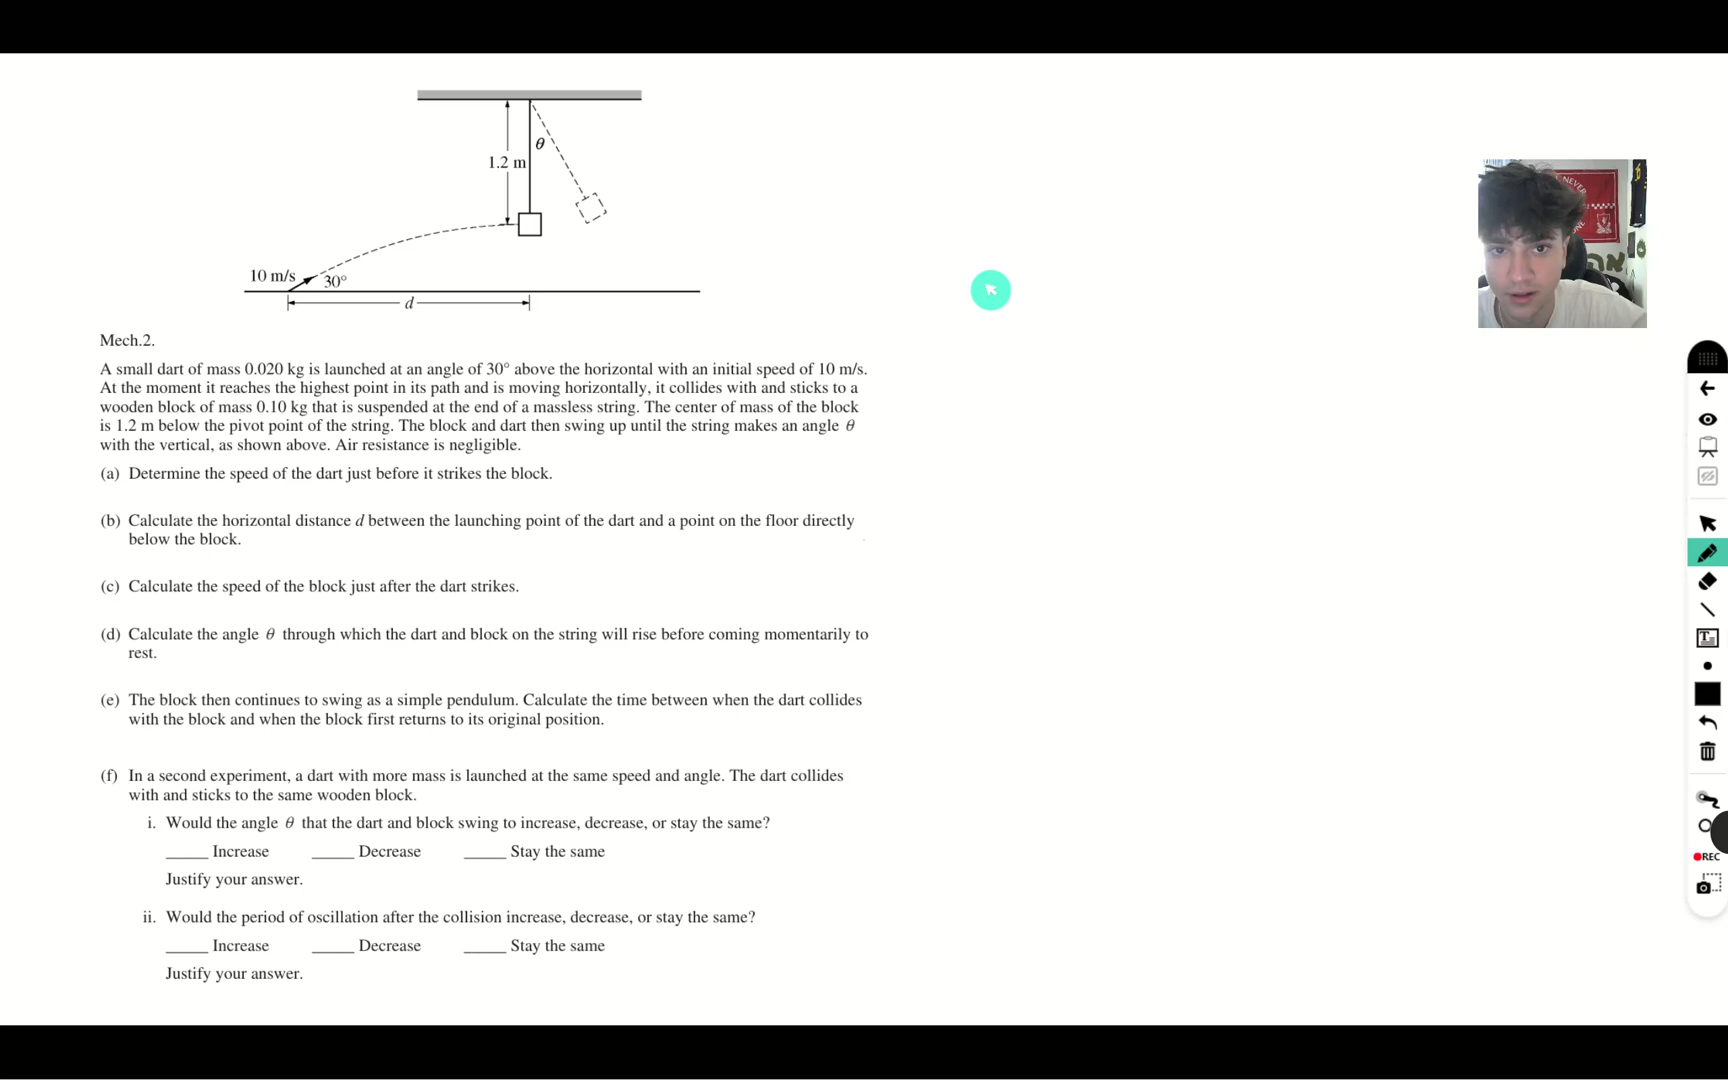 1.2 m
θ
10 m/s
30°
d
Mech.2.
A small dart of mass 0.020 kg is launched at an angle of 30° above the horizontal with an initial speed of 10 m/s.
At the moment it reaches the highest point in its path and is moving horizontally, it collides with and sticks to a
wooden block of mass 0.10 kg that is suspended at the end of a massless string. The center of mass of the block
is 1.2 m below the pivot point of the string. The block and dart then swing up until the string makes an angle θ
with the vertical, as shown above. Air resistance is negligible.
(a) Determine the speed of the dart just before it strikes the block.
(b) Calculate the horizontal distance d between the launching point of the dart and a point on the floor directly
below the block.
(c) Calculate the speed of the block just after the dart strikes.
(d) Calculate the angle θ through which the dart and block on the string will rise before coming momentarily to
rest.
(e) The block then continues to swing as a simple pendulum. Calculate the time between when the dart collides
with the block and when the block first returns to its original position.
(f) In a second experiment, a dart with more mass is launched at the same speed and angle. The dart collides
with and sticks to the same wooden block.
i. Would the angle θ that the dart and block swing to increase, decrease, or stay the same?
_____ Increase _____ Decrease _____ Stay the same
Justify your answer.
ii. Would the period of oscillation after the collision increase, decrease, or stay the same?
_____ Increase _____ Decrease _____ Stay the same
Justify your answer.
NEVER
REC